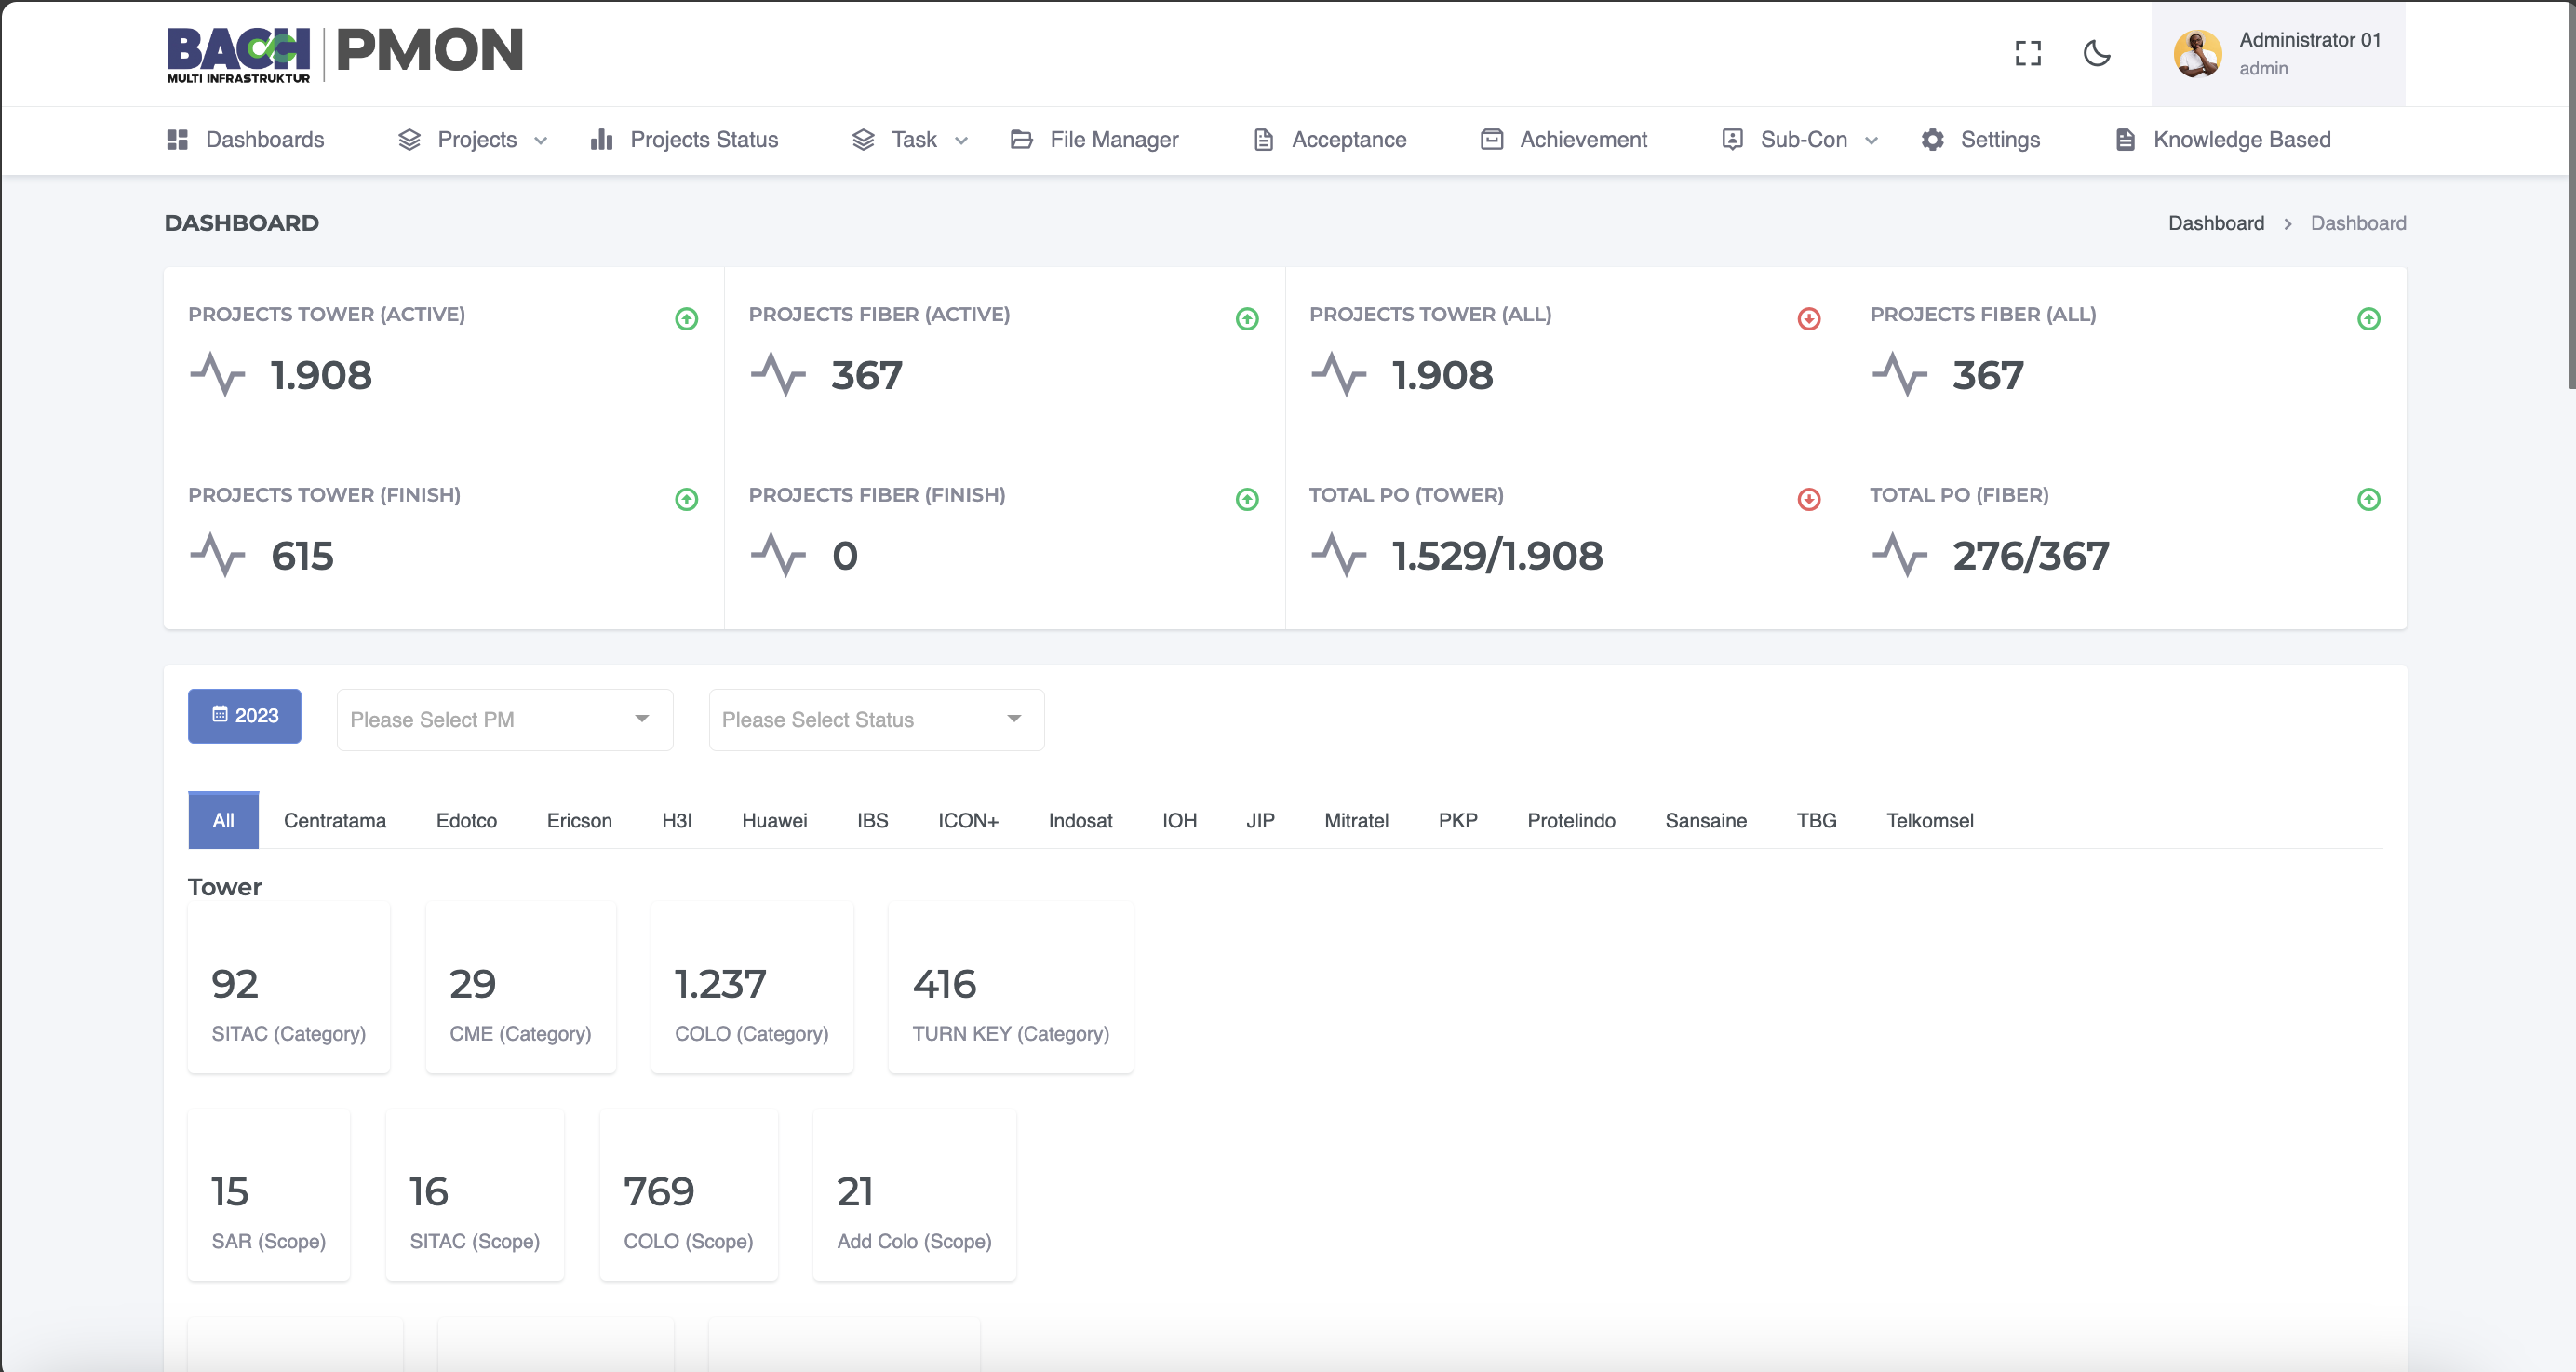 BACH
MULTI INFRASTRUKTUR
PMON
Administrator 01
admin
Dashboards Projects Projects Status Task File Manager Acceptance Achievement Sub-Con Settings Knowledge Based
DASHBOARD
Dashboard > Dashboard
PROJECTS TOWER (ACTIVE)
1.908
PROJECTS FIBER (ACTIVE)
367
PROJECTS TOWER (ALL)
1.908
PROJECTS FIBER (ALL)
367
PROJECTS TOWER (FINISH)
615
PROJECTS FIBER (FINISH)
0
TOTAL PO (TOWER)
1.529/1.908
TOTAL PO (FIBER)
276/367
2023
Please Select PM
Please Select Status
All Centratama Edotco Ericson H3I Huawei IBS ICON+ Indosat IOH JIP Mitratel PKP Protelindo Sansaine TBG Telkomsel
Tower
92
SITAC (Category)
29
CME (Category)
1.237
COLO (Category)
416
TURN KEY (Category)
15
SAR (Scope)
16
SITAC (Scope)
769
COLO (Scope)
21
Add Colo (Scope)